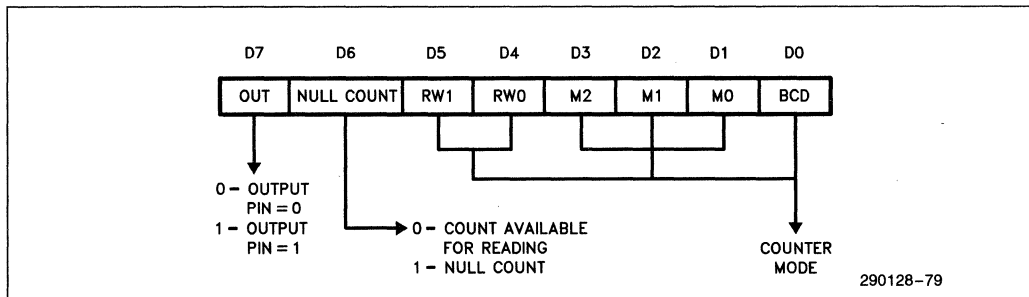 D7 D6 D5 D4 D3 D2 D1 D0
OUT NULL COUNT RW1 RW0 M2 M1 M0 BCD
0 – OUTPUT
PIN = 0
1 – OUTPUT
PIN = 1
0 – COUNT AVAILABLE
FOR READING
1 – NULL COUNT
COUNTER
MODE
290128–79